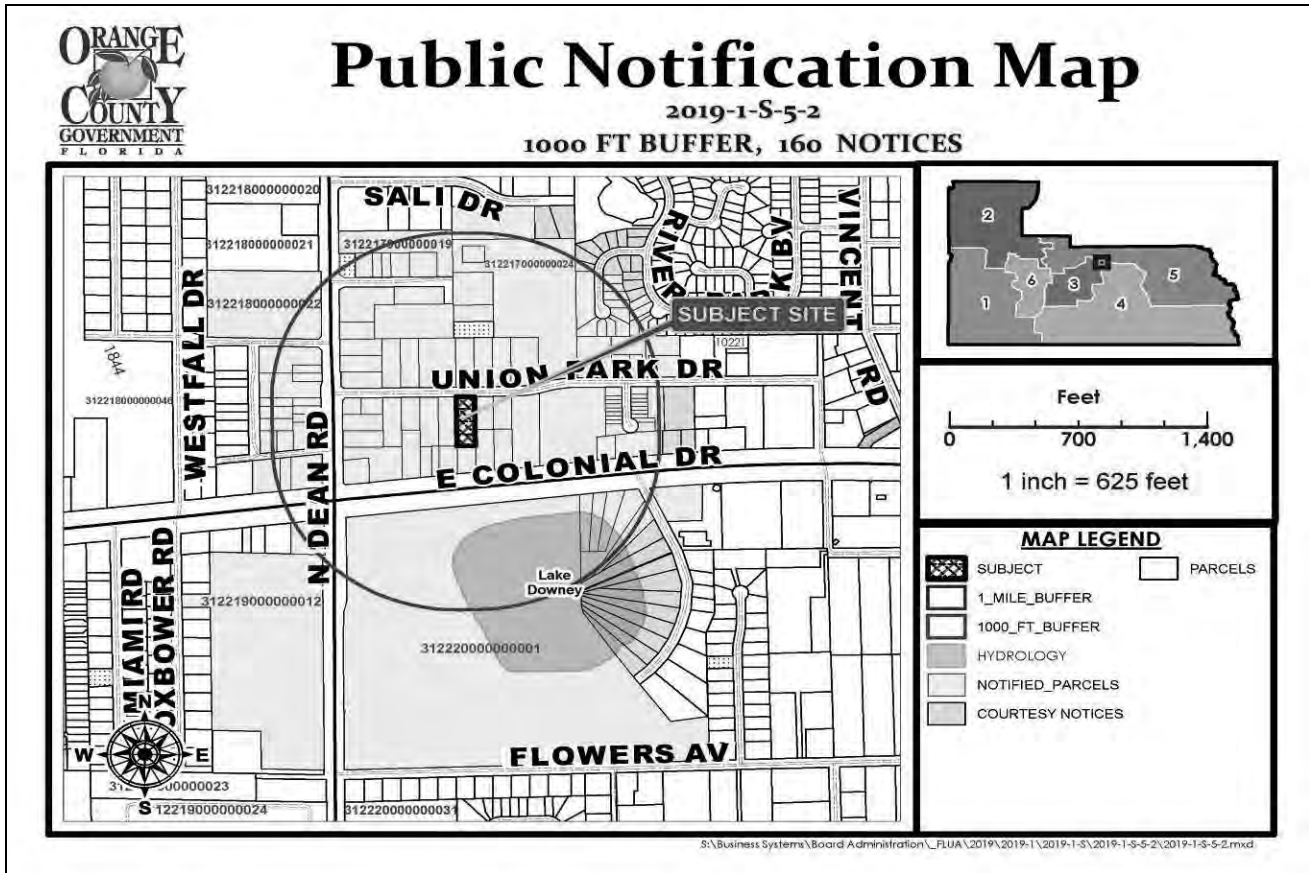 ORANGE
COUNTY
GOVERNMENT
FLORIDA
Public Notification Map
2019-1-S-5-2
1000 FT BUFFER, 160 NOTICES
312218000000020
SALI DR
312218000000021
312217000000019
312217000000024
RIVER
KIBY
VINCENT
RD
WESTFALL DR
312218000000022
SUBJECT SITE
10221
1844
UNION PARK DR
312218000000046
N DEAN RD
E COLONIAL DR
MIAMI RD
OXBOWER RD
Lake
Downey
312219000000012
312220000000001
N
W
E
S
FLOWERS AV
312220000000031
2
1
6
3
4
5
Feet
0 700 1,400
1 inch = 625 feet
MAP LEGEND
SUBJECT
PARCELS
1_MILE_BUFFER
1000_FT_BUFFER
HYDROLOGY
NOTIFIED_PARCELS
COURTESY NOTICES
S:\Business Systems\Board Administration\_FLUA\2019\2019-1\2019-1-S\2019-1-S-5-2\2019-1-S-5-2.mxd